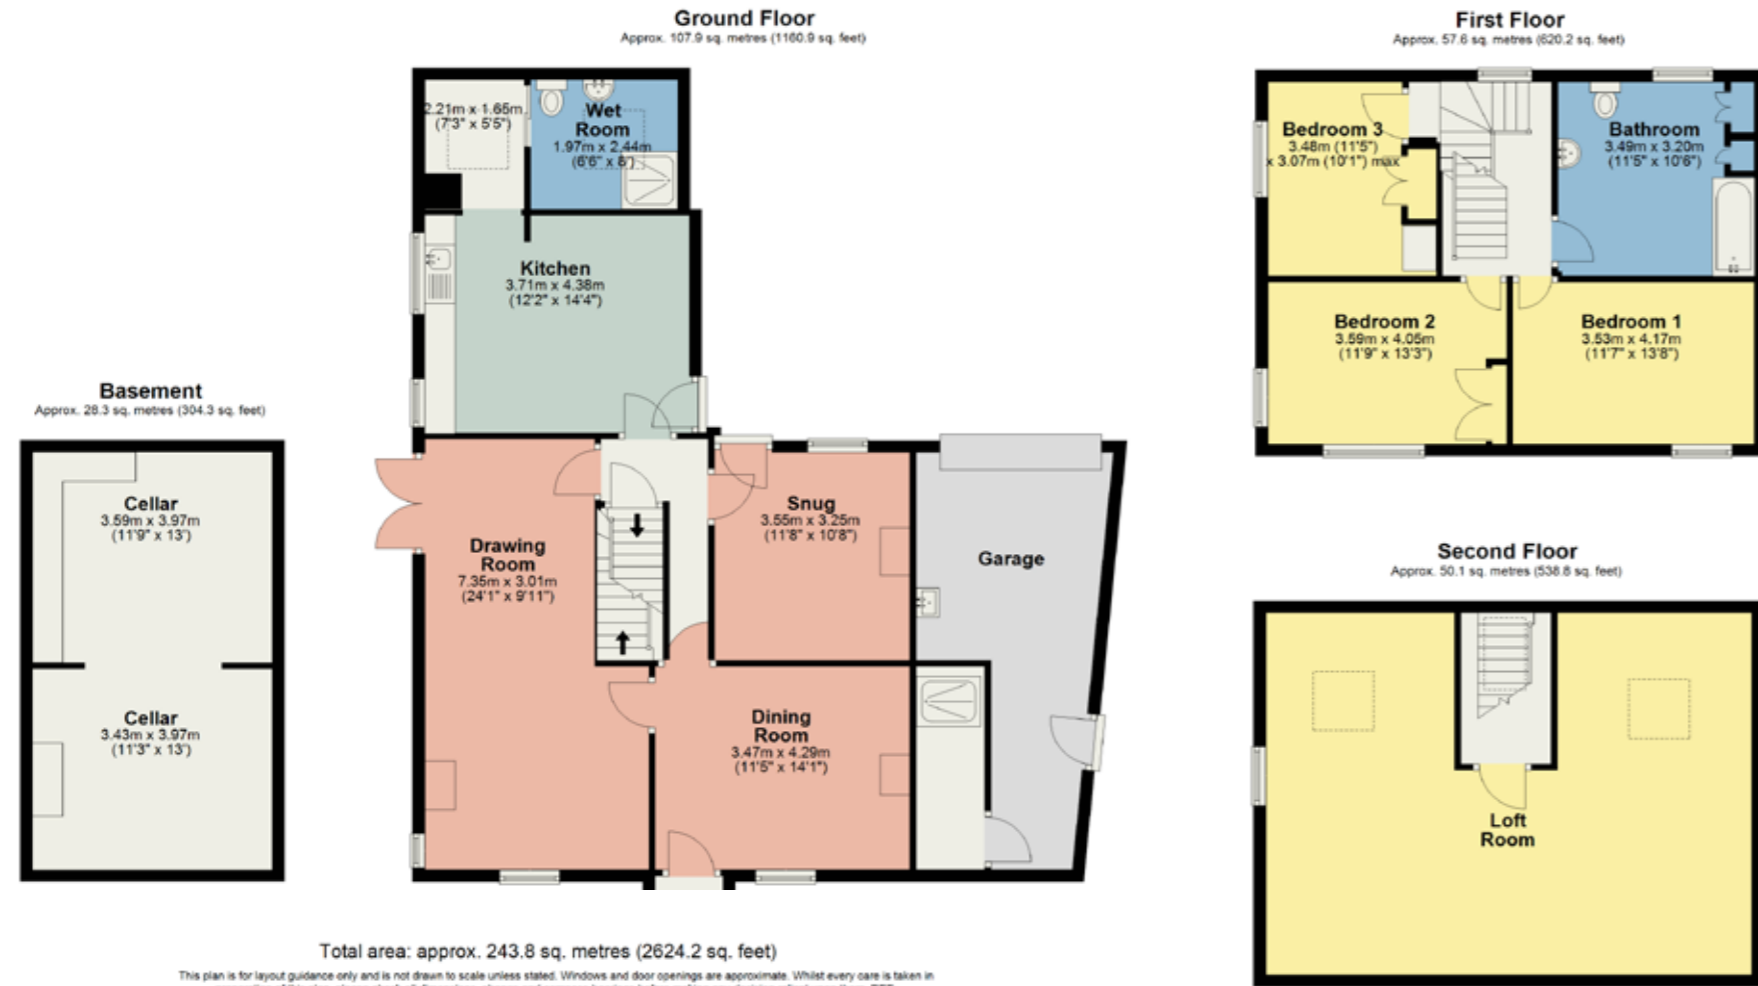 Ground Floor
Approx. 107.9 sq. metres (1160.9 sq. feet)
2.21m x 1.65m
(7'3" x 5'5")
Wet
Room
1.97m x 2.44m
(6'6" x 8')
Kitchen
3.71m x 4.38m
(12'2" x 14'4")
Drawing
Room
7.35m x 3.01m
(24'1" x 9'11")
Snug
3.55m x 3.25m
(11'8" x 10'8")
Garage
Dining
Room
3.47m x 4.29m
(11'5" x 14'1")
Basement
Approx. 28.3 sq. metres (304.3 sq. feet)
Cellar
3.59m x 3.97m
(11'9" x 13')
Cellar
3.43m x 3.97m
(11'3" x 13')
First Floor
Approx. 57.6 sq. metres (620.2 sq. feet)
Bedroom 3
3.48m (11'5")
x 3.07m (10'1") max
Bathroom
3.49m x 3.20m
(11'5" x 10'6")
Bedroom 2
3.59m x 4.05m
(11'9" x 13'3")
Bedroom 1
3.53m x 4.17m
(11'7" x 13'8")
Second Floor
Approx. 50.1 sq. metres (538.8 sq. feet)
Loft
Room
Total area: approx. 243.8 sq. metres (2624.2 sq. feet)
This plan is for layout guidance only and is not drawn to scale unless stated. Windows and door openings are approximate. Whilst every care is taken in